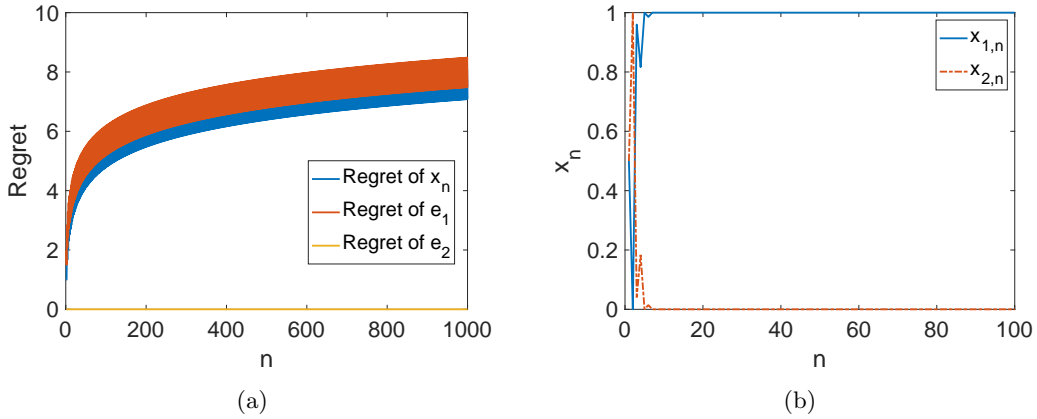 10
8
6
4
2
0
Regret
0 200 400 600 800 1000
n
Regret of x_n
Regret of e_1
Regret of e_2
(a)
1
0.8
0.6
0.4
0.2
0
x_n
0 20 40 60 80 100
n
x_{1,n}
x_{2,n}
(b)